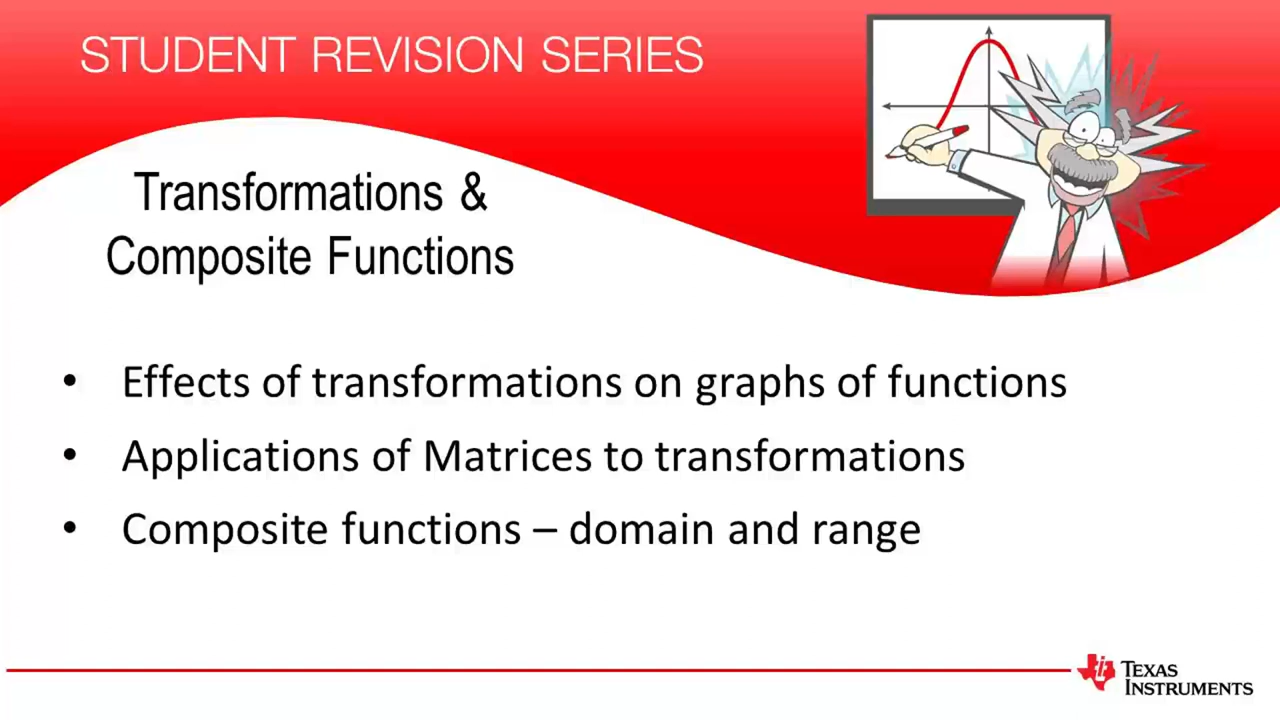 STUDENT REVISION SERIES
Transformations &
Composite Functions
• Effects of transformations on graphs of functions
• Applications of Matrices to transformations
• Composite functions – domain and range
TEXAS
INSTRUMENTS